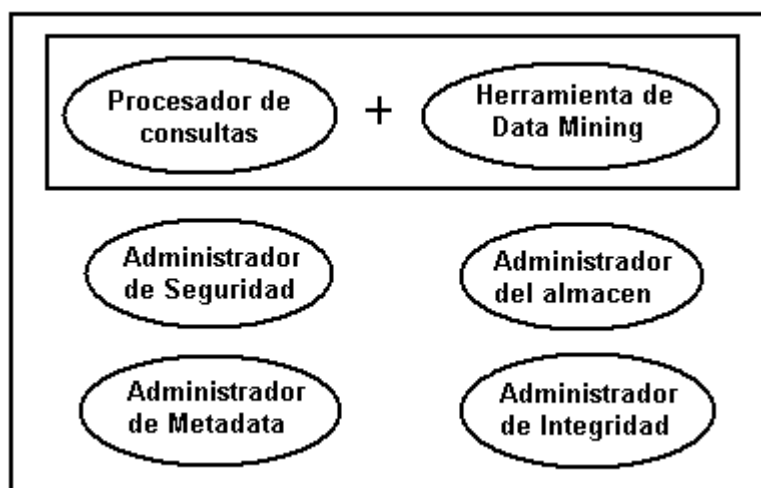 Procesador de
consultas
+
Herramienta de
Data Mining
Administrador
de Seguridad
Administrador
del almacen
Administrador
de Metadata
Administrador
de Integridad